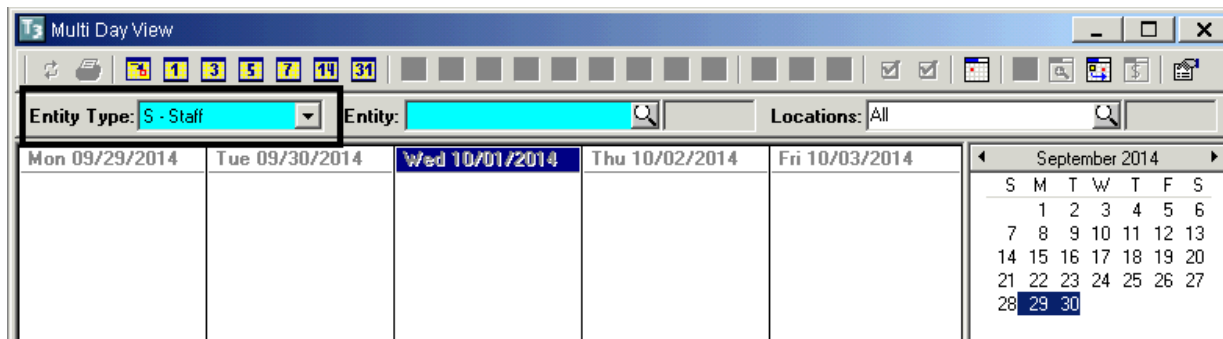 T3 Multi Day View
1 3 5 7 14 31 $
Entity Type: S - Staff Entity: Locations: All
Mon 09/29/2014 Tue 09/30/2014 Wed 10/01/2014 Thu 10/02/2014 Fri 10/03/2014 September 2014
S M T W T F S
1 2 3 4 5 6
7 8 9 10 11 12 13
14 15 16 17 18 19 20
21 22 23 24 25 26 27
28 29 30